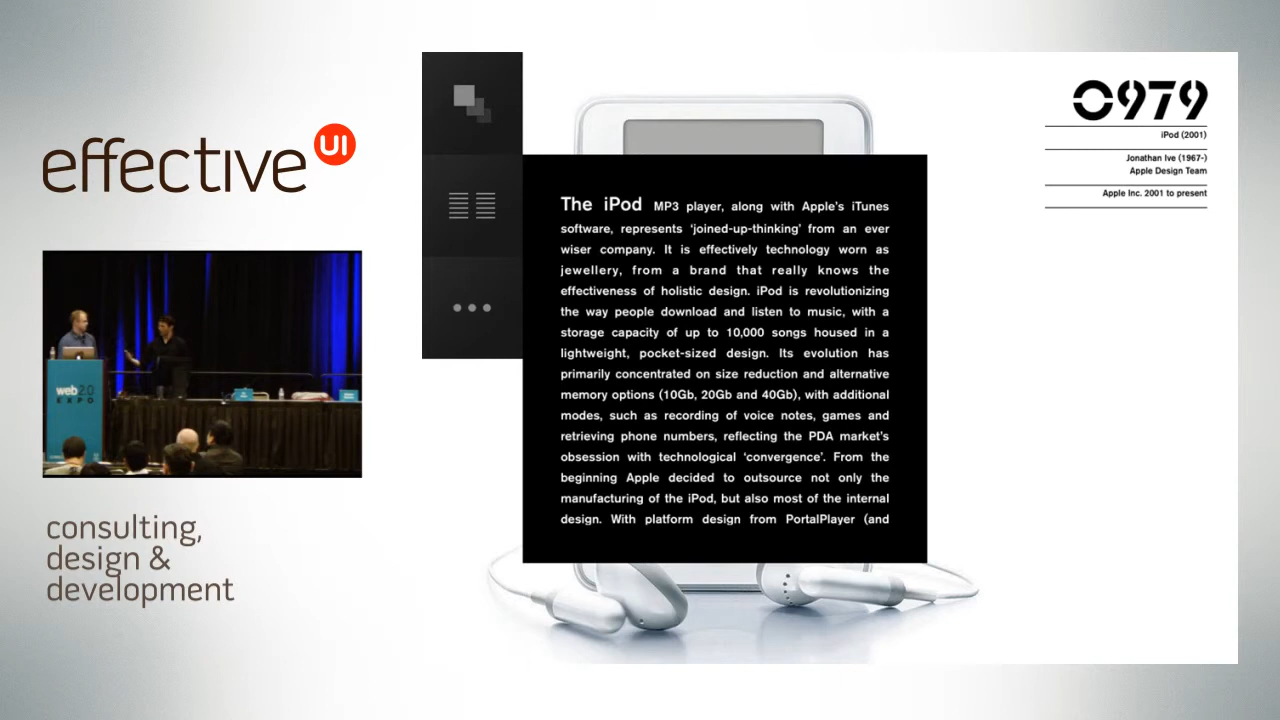 effective UI
web2.0
EXPO
consulting,
design &
development
The iPod MP3 player, along with Apple's iTunes
software, represents ‘joined-up-thinking’ from an ever
wiser company. It is effectively technology worn as
jewellery, from a brand that really knows the
effectiveness of holistic design. iPod is revolutionizing
the way people download and listen to music, with a
storage capacity of up to 10,000 songs housed in a
lightweight, pocket-sized design. Its evolution has
primarily concentrated on size reduction and alternative
memory options (10Gb, 20Gb and 40Gb), with additional
modes, such as recording of voice notes, games and
retrieving phone numbers, reflecting the PDA market’s
obsession with technological ‘convergence’. From the
beginning Apple decided to outsource not only the
manufacturing of the iPod, but also most of the internal
design. With platform design from PortalPlayer (and
0979
iPod (2001)
Jonathan Ive (1967-)
Apple Design Team
Apple Inc. 2001 to present